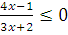 (4x-1)/(3x+2) ≤ 0